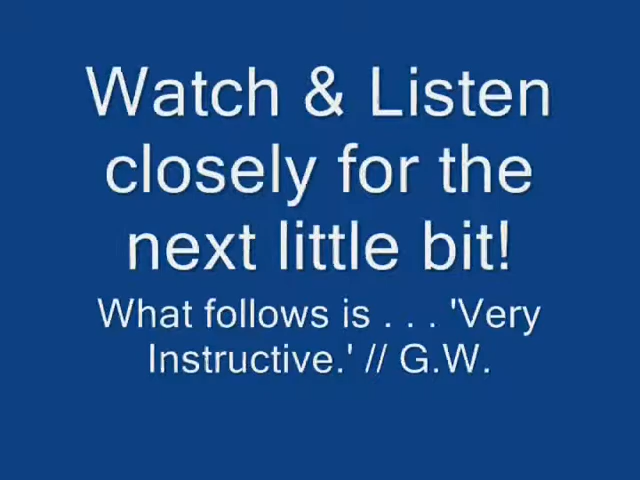 Watch & Listen
closely for the
next little bit!
What follows is . . . 'Very
Instructive.' // G.W.